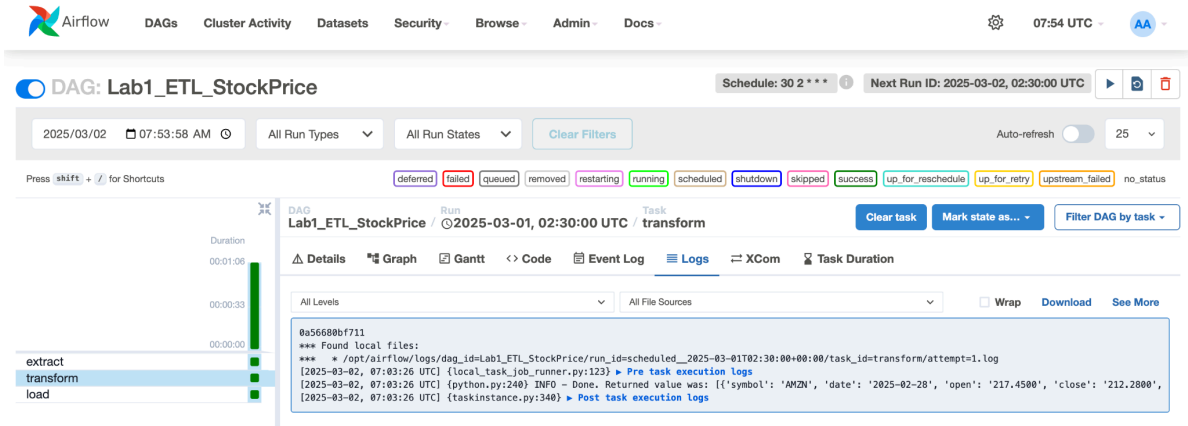 Airflow DAGs Cluster Activity Datasets Security Browse Admin Docs 07:54 UTC AA
DAG: Lab1_ETL_StockPrice Schedule: 30 2 * * * Next Run ID: 2025-03-02, 02:30:00 UTC
2025/03/02 07:53:58 AM All Run Types All Run States Clear Filters Auto-refresh 25
Press shift + / for Shortcuts deferred failed queued removed restarting running scheduled shutdown skipped success up_for_reschedule up_for_retry upstream_failed no_status
DAG Run Task
Lab1_ETL_StockPrice / 2025-03-01, 02:30:00 UTC / transform Clear task Mark state as... Filter DAG by task
Duration
00:01:06
00:00:33
00:00:00
extract
transform
load
Details Graph Gantt <> Code Event Log Logs XCom Task Duration
All Levels All File Sources Wrap Download See More
0a56680bf711
*** Found local files:
***   * /opt/airflow/logs/dag_id=Lab1_ETL_StockPrice/run_id=scheduled__2025-03-01T02:30:00+00:00/task_id=transform/attempt=1.log
[2025-03-02, 07:03:26 UTC] {local_task_job_runner.py:123} ▶ Pre task execution logs
[2025-03-02, 07:03:26 UTC] {python.py:240} INFO - Done. Returned value was: [{'symbol': 'AMZN', 'date': '2025-02-28', 'open': '217.4500', 'close': '212.2800',
[2025-03-02, 07:03:26 UTC] {taskinstance.py:340} ▶ Post task execution logs